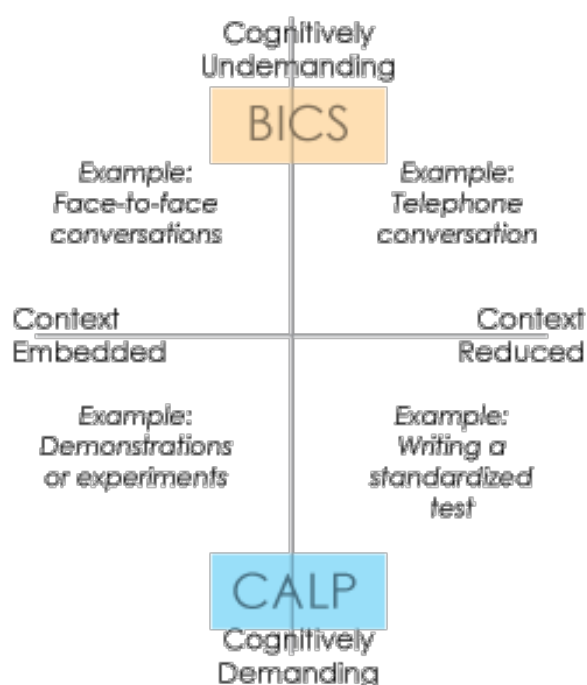 Cognitively
Undemanding
BICS
Example:
Face-to-face
conversations
Example:
Telephone
conversation
Context
Embedded
Context
Reduced
Example:
Demonstrations
or experiments
Example:
Writing a
standardized
test
CALP
Cognitively
Demanding